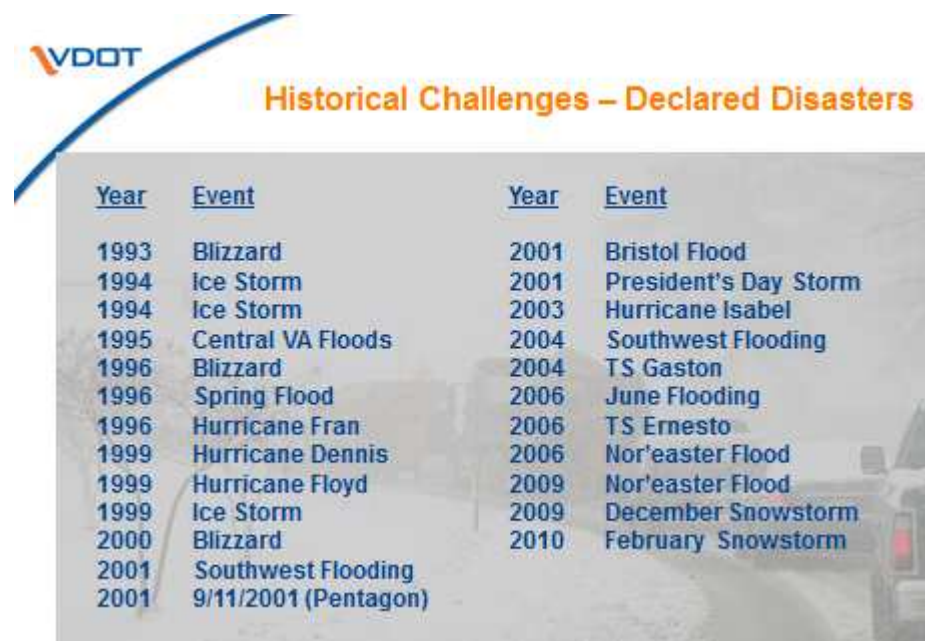 VDOT
Historical Challenges – Declared Disasters
Year Event
1993 Blizzard
1994 Ice Storm
1994 Ice Storm
1995 Central VA Floods
1996 Blizzard
1996 Spring Flood
1996 Hurricane Fran
1999 Hurricane Dennis
1999 Hurricane Floyd
1999 Ice Storm
2000 Blizzard
2001 Southwest Flooding
2001 9/11/2001 (Pentagon)
Year Event
2001 Bristol Flood
2001 President's Day Storm
2003 Hurricane Isabel
2004 Southwest Flooding
2004 TS Gaston
2006 June Flooding
2006 TS Ernesto
2006 Nor'easter Flood
2009 Nor'easter Flood
2009 December Snowstorm
2010 February Snowstorm